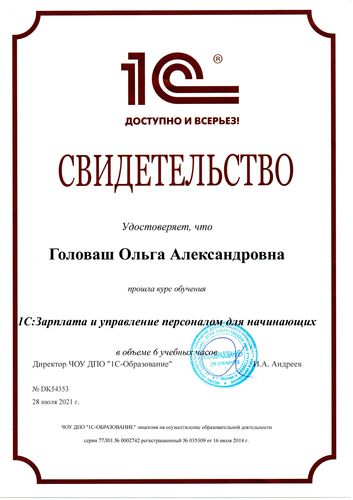 1С®
ДОСТУПНО И ВСЕРЬЕЗ!
СВИДЕТЕЛЬСТВО
Удостоверяет, что
Головаш Ольга Александровна
прошла курс обучения
1С:Зарплата и управление персоналом для начинающих
в объеме 6 учебных часов
Директор ЧОУ ДПО "1С-Образование" И.А. Андреев
№ DK54353
28 июля 2021 г.
ЧОУ ДПО "1С-ОБРАЗОВАНИЕ" лицензия на осуществление образовательной деятельности
серии 77Л01 № 0002742 регистрационный № 035309 от 16 июля 2014 г.